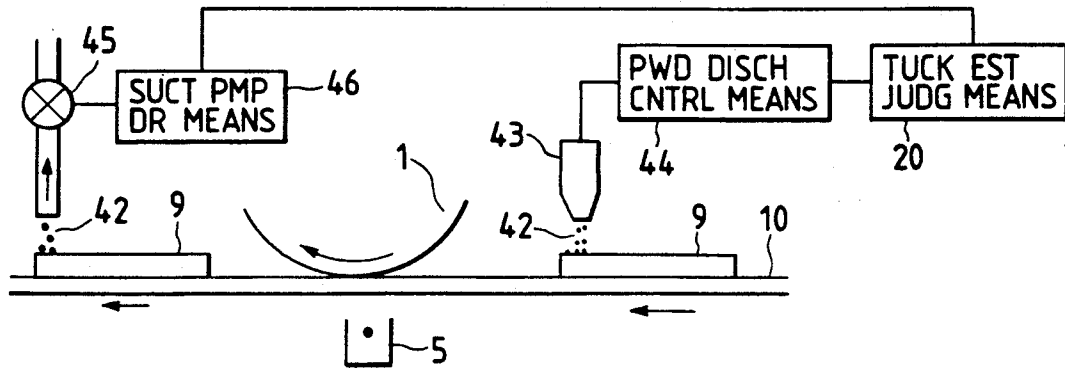 45
SUCT PMP
DR MEANS
46
PWD DISCH
CNTRL MEANS
44
TUCK EST
JUDG MEANS
20
43
1
42
9
42
9
10
5